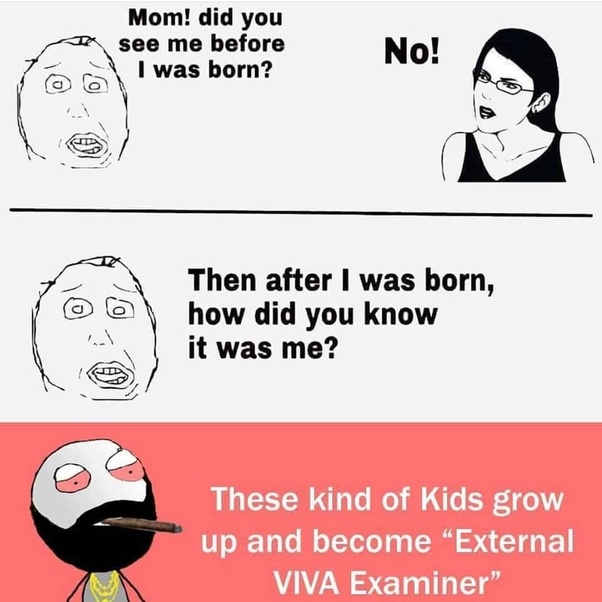 Mom! did you
see me before
I was born?
No!
Then after I was born,
how did you know
it was me?
These kind of Kids grow
up and become “External
VIVA Examiner”